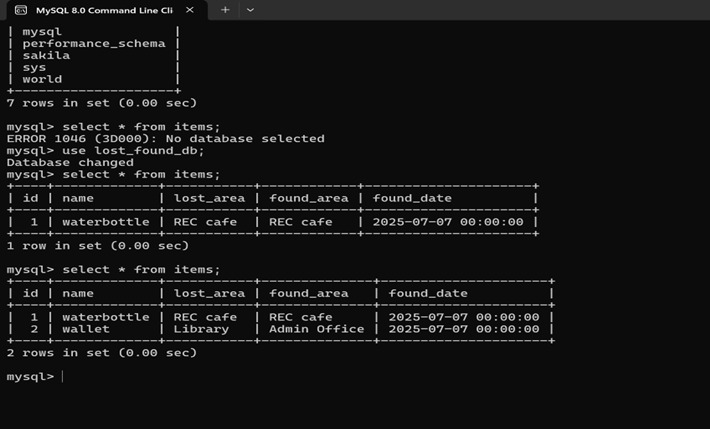 MySQL 8.0 Command Line Cli
| mysql              |
| performance_schema |
| sakila             |
| sys                |
| world              |
+--------------------+
7 rows in set (0.00 sec)
mysql> select * from items;
ERROR 1046 (3D000): No database selected
mysql> use lost_found_db;
Database changed
mysql> select * from items;
+----+-------------+-----------+------------+---------------------+
| id | name        | lost_area | found_area | found_date          |
+----+-------------+-----------+------------+---------------------+
|  1 | waterbottle | REC cafe  | REC cafe   | 2025-07-07 00:00:00 |
+----+-------------+-----------+------------+---------------------+
1 row in set (0.00 sec)
mysql> select * from items;
+----+-------------+-----------+--------------+---------------------+
| id | name        | lost_area | found_area   | found_date          |
+----+-------------+-----------+--------------+---------------------+
|  1 | waterbottle | REC cafe  | REC cafe     | 2025-07-07 00:00:00 |
|  2 | wallet      | Library   | Admin Office | 2025-07-07 00:00:00 |
+----+-------------+-----------+--------------+---------------------+
2 rows in set (0.00 sec)
mysql>